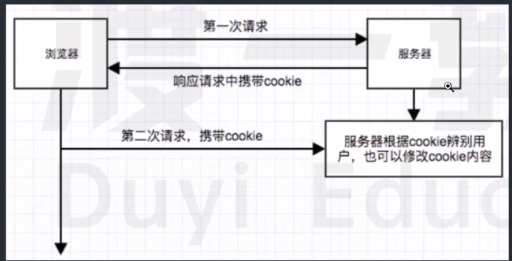 第一次请求
浏览器
服务器
响应请求中携带cookie
第二次请求，携带cookie
服务器根据cookie辨别用
户，也可以修改cookie内容
Duyi Educ